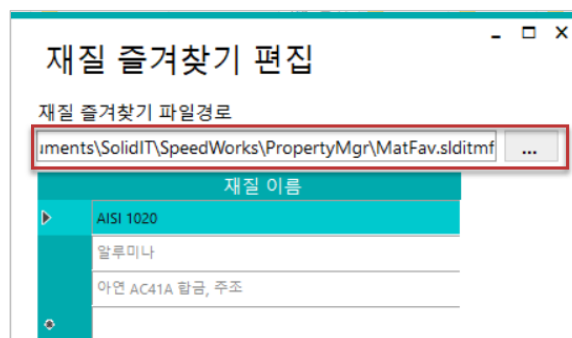 재질 즐겨찾기 편집
재질 즐겨찾기 파일경로
uments\SolidIT\SpeedWorks\PropertyMgr\MatFav.slditmf ...
재질 이름
AISI 1020
알루미나
아연 AC41A 합금, 주조